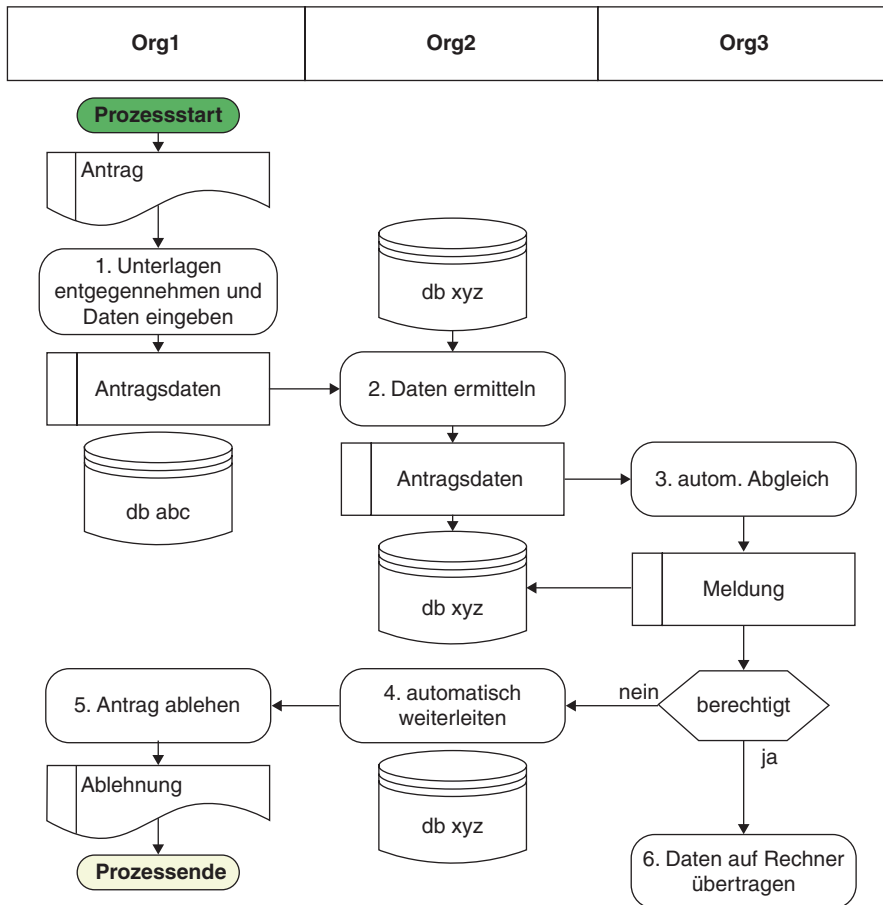 Org1
Org2
Org3
Prozessstart
Antrag
1. Unterlagen
entgegennehmen und
Daten eingeben
db xyz
Antragsdaten
2. Daten ermitteln
db abc
Antragsdaten
3. autom. Abgleich
db xyz
Meldung
5. Antrag ablehen
4. automatisch
weiterleiten
nein
berechtigt
ja
Ablehnung
db xyz
Prozessende
6. Daten auf Rechner
übertragen